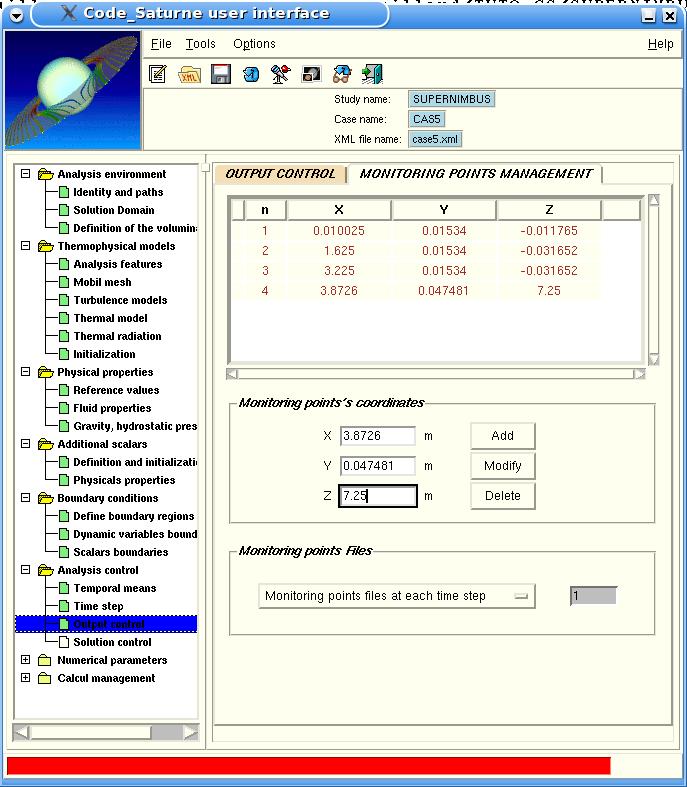 Code_Saturne user interface
File Tools Options Help
XML
Study name: SUPERNIMBUS
Case name: CAS5
XML file name: case5.xml
Analysis environment
Identity and paths
Solution Domain
Definition of the volumin
Thermophysical models
Analysis features
Mobil mesh
Turbulence models
Thermal model
Thermal radiation
Initialization
Physical properties
Reference values
Fluid properties
Gravity, hydrostatic pres
Additional scalars
Definition and initializati
Physicals properties
Boundary conditions
Define boundary regions
Dynamic variables bound
Scalars boundaries
Analysis control
Temporal means
Time step
Output control
Solution control
Numerical parameters
Calcul management
OUTPUT CONTROL MONITORING POINTS MANAGEMENT
n X Y Z
1 0.010025 0.01534 -0.011765
2 1.625 0.01534 -0.031652
3 3.225 0.01534 -0.031652
4 3.8726 0.047481 7.25
Monitoring points's coordinates
X 3.8726 m Add
Y 0.047481 m Modify
Z 7.25 m Delete
Monitoring points Files
Monitoring points files at each time step 1